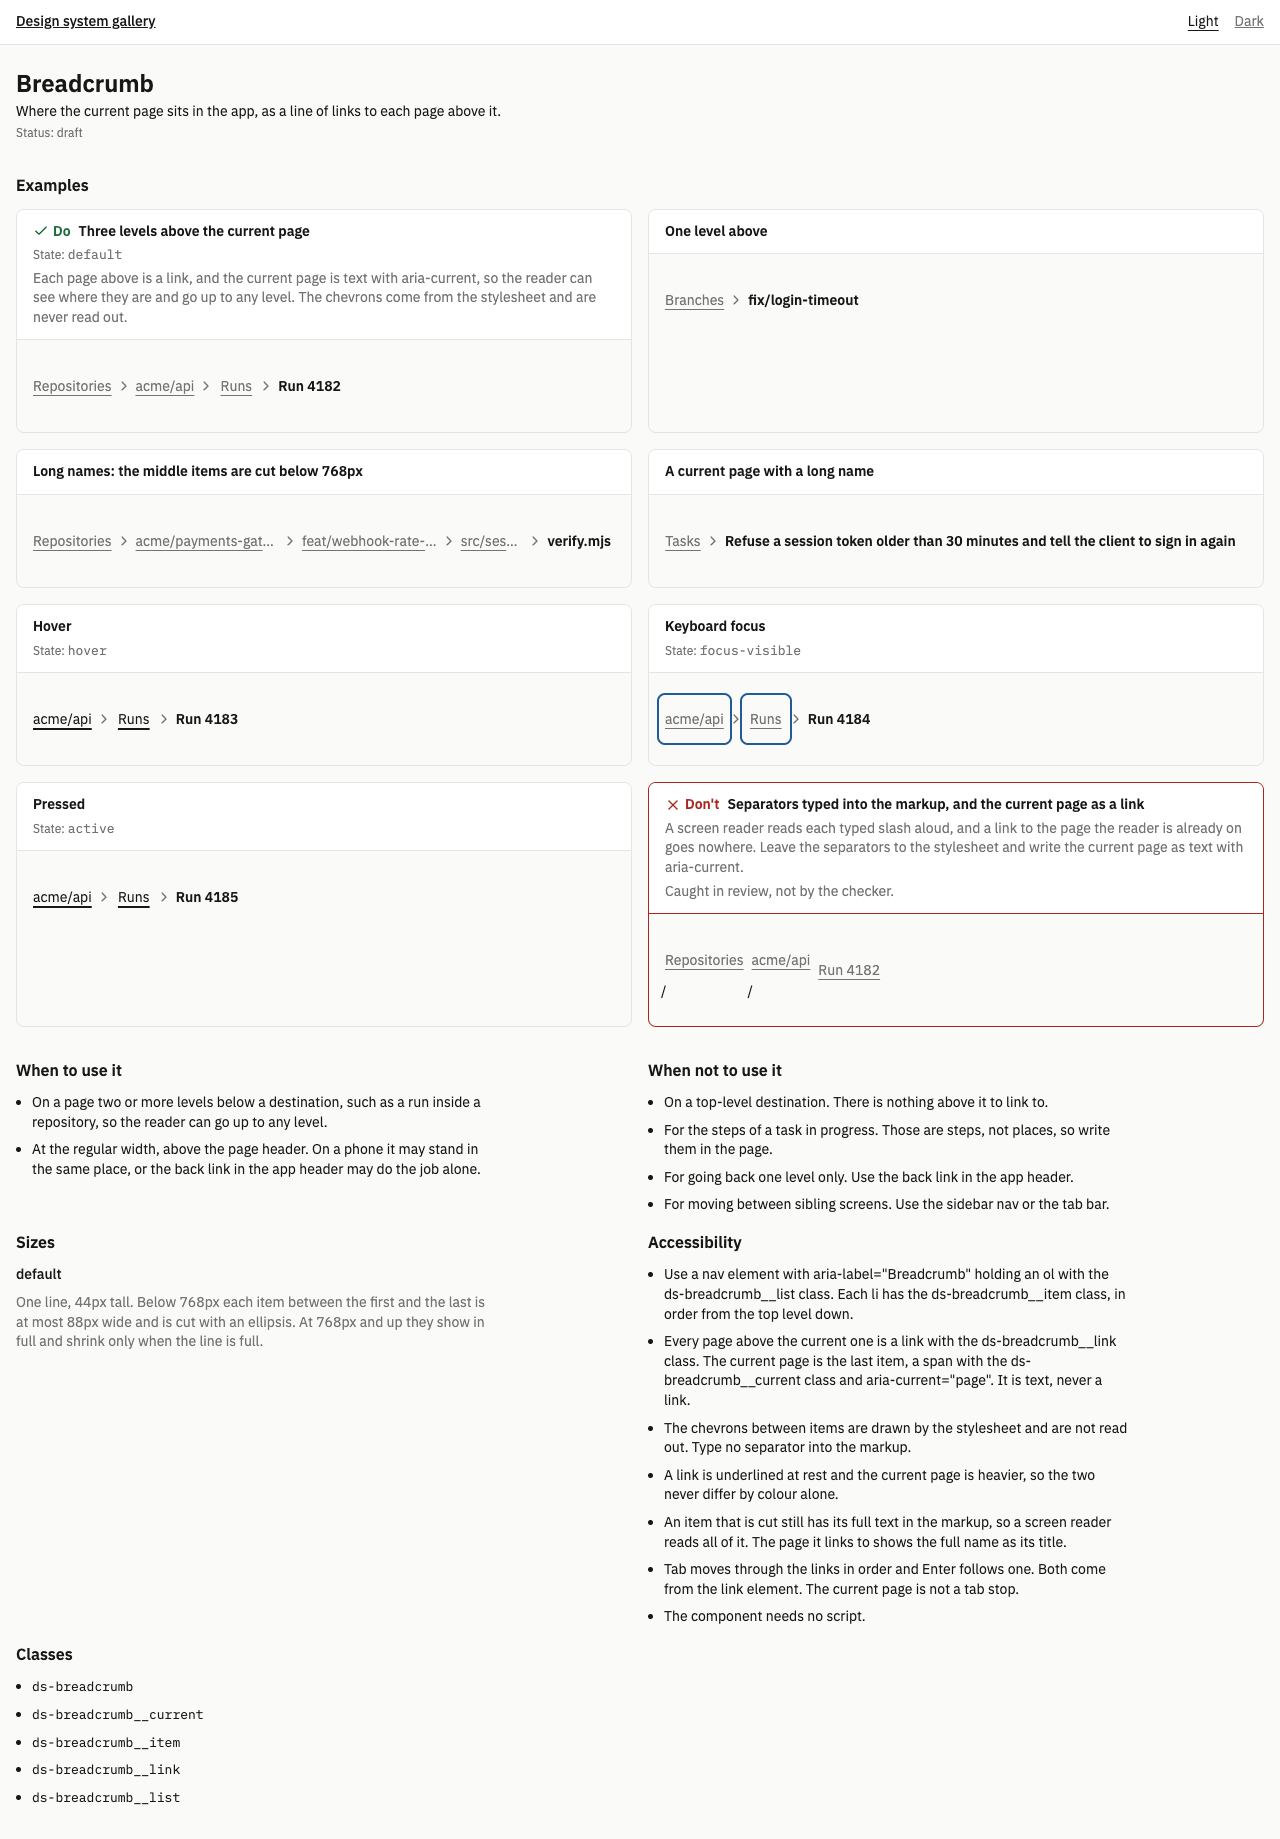 Design system gallery
Light Dark
Breadcrumb
Where the current page sits in the app, as a line of links to each page above it.
Status: draft
Examples
Do Three levels above the current page
State: default
Each page above is a link, and the current page is text with aria-current, so the reader can
see where they are and go up to any level. The chevrons come from the stylesheet and are
never read out.
Repositories acme/api Runs Run 4182
One level above
Branches fix/login-timeout
Long names: the middle items are cut below 768px
Repositories acme/payments-gat… feat/webhook-rate-… src/ses… verify.mjs
A current page with a long name
Tasks Refuse a session token older than 30 minutes and tell the client to sign in again
Hover
State: hover
acme/api Runs Run 4183
Keyboard focus
State: focus-visible
acme/api Runs Run 4184
Pressed
State: active
acme/api Runs Run 4185
Don't Separators typed into the markup, and the current page as a link
A screen reader reads each typed slash aloud, and a link to the page the reader is already on
goes nowhere. Leave the separators to the stylesheet and write the current page as text with
aria-current.
Caught in review, not by the checker.
Repositories acme/api Run 4182
/ /
When to use it
On a page two or more levels below a destination, such as a run inside a
repository, so the reader can go up to any level.
At the regular width, above the page header. On a phone it may stand in
the same place, or the back link in the app header may do the job alone.
When not to use it
On a top-level destination. There is nothing above it to link to.
For the steps of a task in progress. Those are steps, not places, so write
them in the page.
For going back one level only. Use the back link in the app header.
For moving between sibling screens. Use the sidebar nav or the tab bar.
Sizes
default
One line, 44px tall. Below 768px each item between the first and the last is
at most 88px wide and is cut with an ellipsis. At 768px and up they show in
full and shrink only when the line is full.
Accessibility
Use a nav element with aria-label="Breadcrumb" holding an ol with the
ds-breadcrumb__list class. Each li has the ds-breadcrumb__item class, in
order from the top level down.
Every page above the current one is a link with the ds-breadcrumb__link
class. The current page is the last item, a span with the ds-
breadcrumb__current class and aria-current="page". It is text, never a
link.
The chevrons between items are drawn by the stylesheet and are not read
out. Type no separator into the markup.
A link is underlined at rest and the current page is heavier, so the two
never differ by colour alone.
An item that is cut still has its full text in the markup, so a screen reader
reads all of it. The page it links to shows the full name as its title.
Tab moves through the links in order and Enter follows one. Both come
from the link element. The current page is not a tab stop.
The component needs no script.
Classes
ds-breadcrumb
ds-breadcrumb__current
ds-breadcrumb__item
ds-breadcrumb__link
ds-breadcrumb__list